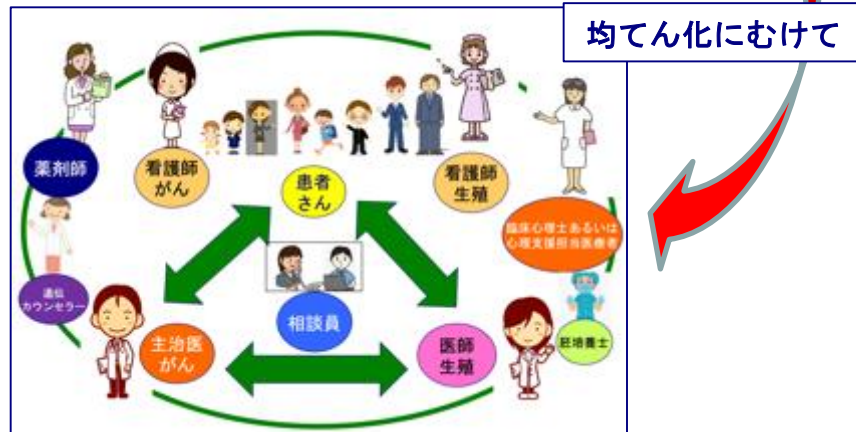 均てん化にむけて
薬剤師
看護師
がん
患者
さん
看護師
生殖
臨床心理士あるいは
心理支援担当医療者
遺伝
カウンセラー
相談員
主治医
がん
医師
生殖
胚培養士